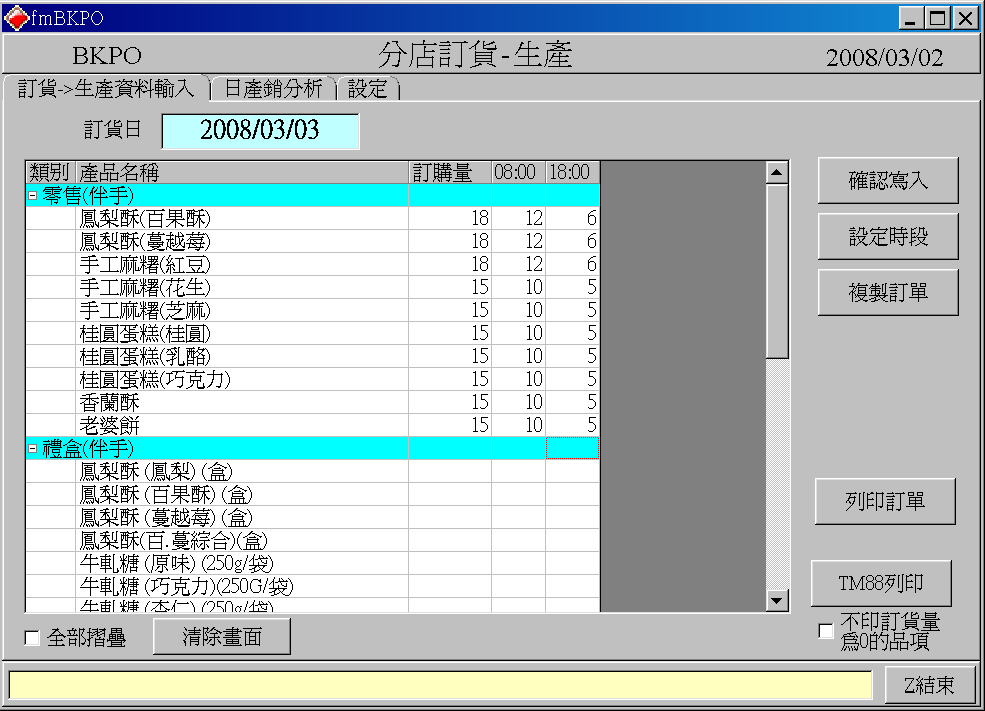 fmBKPO
BKPO 分店訂貨-生產 2008/03/02
訂貨->生產資料輸入 日產銷分析 設定
訂貨日 2008/03/03
類別 產品名稱 訂購量 08:00 18:00
零售(伴手)
鳳梨酥(百果酥) 18 12 6
鳳梨酥(蔓越莓) 18 12 6
手工麻糬(紅豆) 18 12 6
手工麻糬(花生) 15 10 5
手工麻糬(芝麻) 15 10 5
桂圓蛋糕(桂圓) 15 10 5
桂圓蛋糕(乳酪) 15 10 5
桂圓蛋糕(巧克力) 15 10 5
香蘭酥 15 10 5
老婆餅 15 10 5
禮盒(伴手)
鳳梨酥 (鳳梨) (盒)
鳳梨酥 (百果酥) (盒)
鳳梨酥 (蔓越莓) (盒)
鳳梨酥(百.蔓綜合)(盒)
牛軋糖 (原味) (250g/袋)
牛軋糖 (巧克力)(250G/袋)
牛軋糖 (杏仁) (250g/袋)
確認寫入
設定時段
複製訂單
列印訂單
TM88列印
不印訂貨量
為0的品項
全部摺疊 清除畫面
Z結束